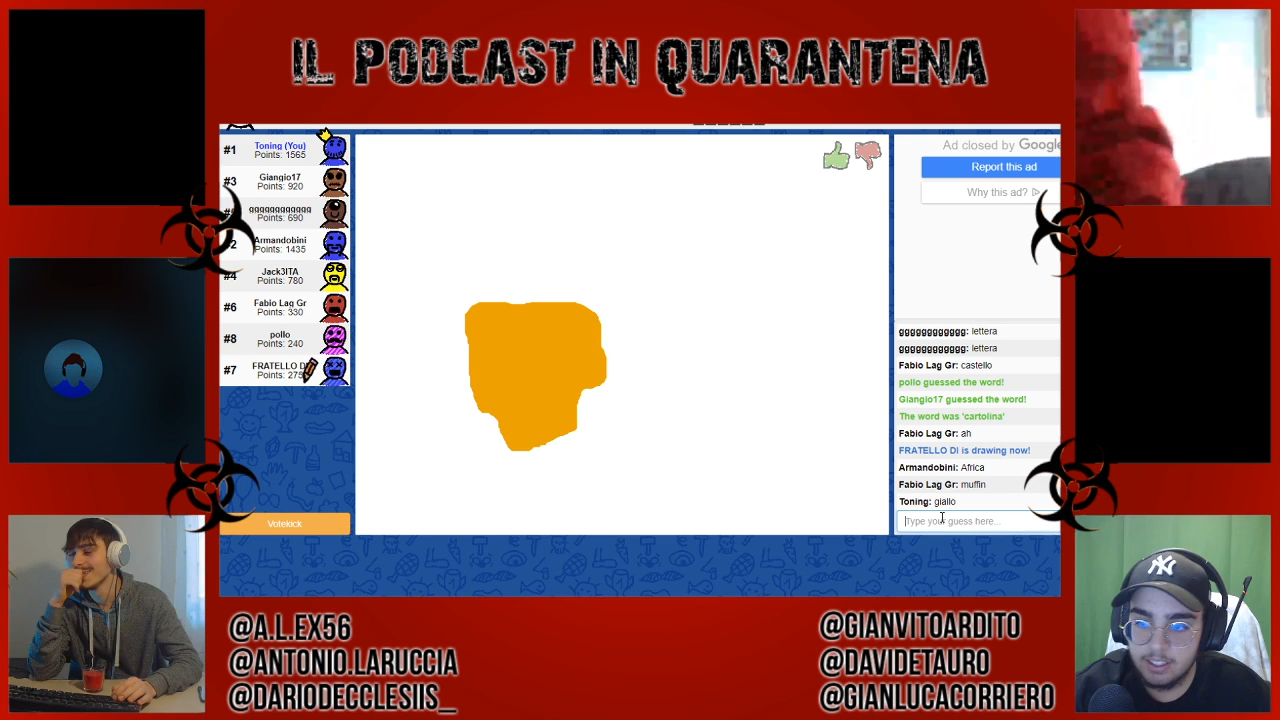 IL PODCAST IN QUARANTENA
#1 Toning (You)
Points: 1565
#3 Giangio17
Points: 920
gggggggggggg
Points: 690
Armandobini
Points: 1435
#4 Jack3ITA
Points: 780
#6 Fabio Lag Gr
Points: 330
#8 pollo
Points: 240
#7 FRATELLO DI
Points: 275
Votekick
Ad closed by Google
Report this ad
Why this ad?
gggggggggggg: lettera
gggggggggggg: lettera
Fabio Lag Gr: castello
pollo guessed the word!
Giangio17 guessed the word!
The word was 'cartolina'
Fabio Lag Gr: ah
FRATELLO DI is drawing now!
Armandobini: Africa
Fabio Lag Gr: muffin
Toning: giallo
Type your guess here...
@A.L.EX56
@ANTONIO.LARUCCIA
@DARIODECCLESIIS_
@GIANVITOARDITO
@DAVIDETAURO
@GIANLUCACORRIERO